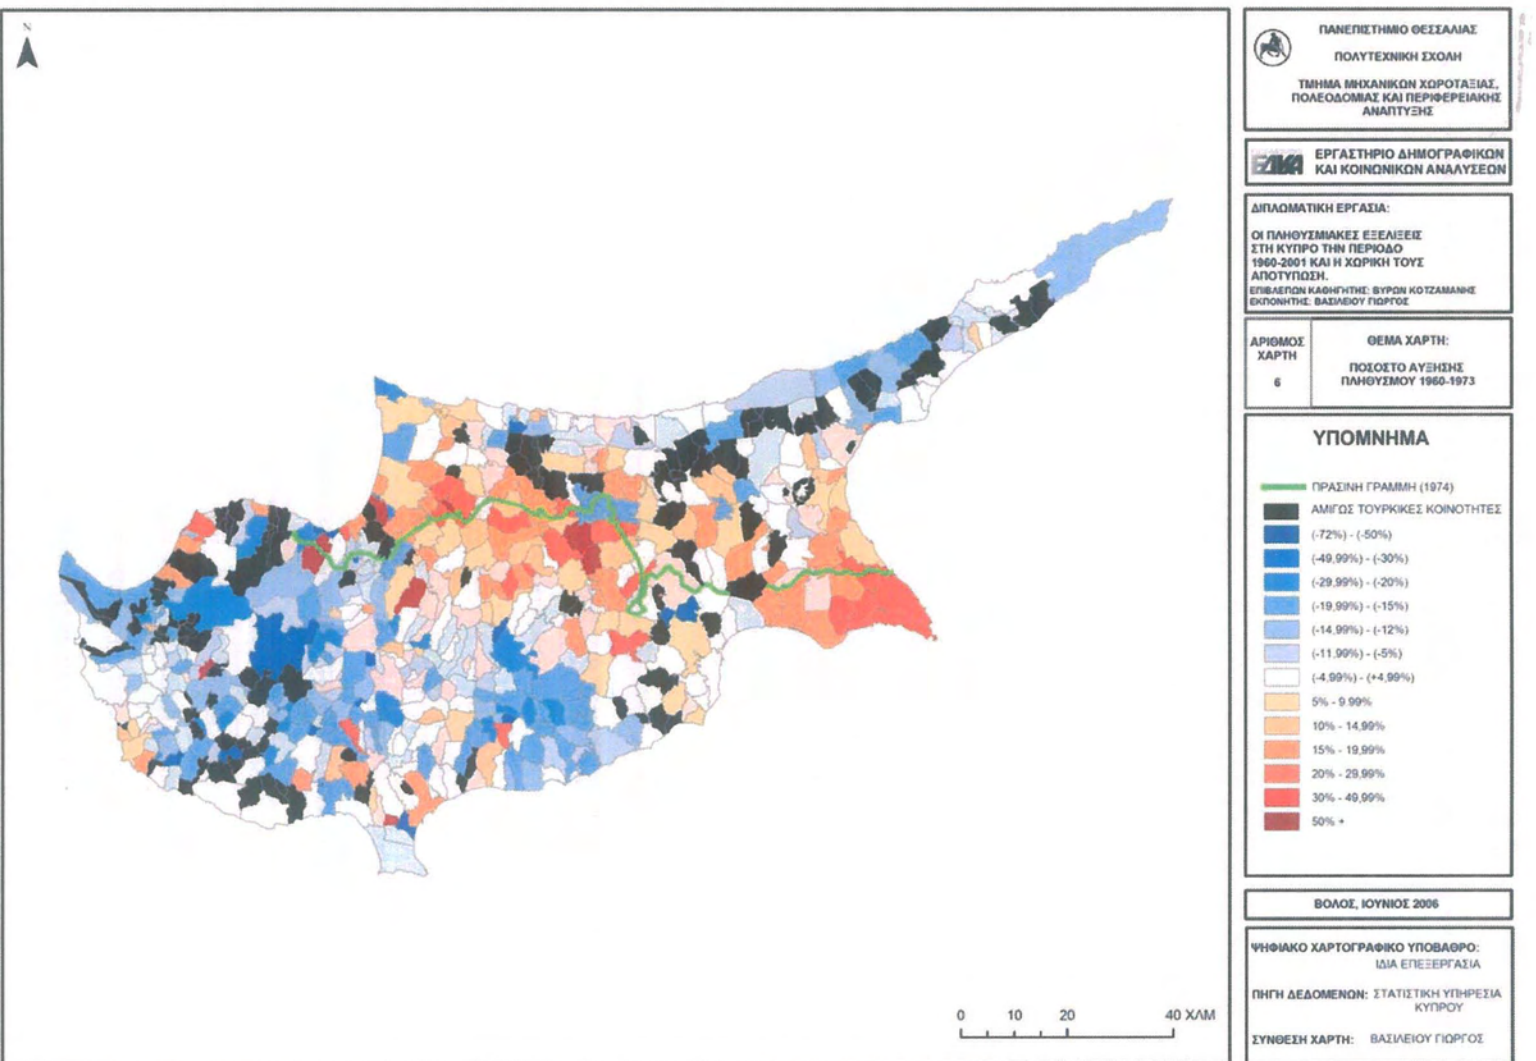 N
ΠΑΝΕΠΙΣΤΗΜΙΟ ΘΕΣΣΑΛΙΑΣ
ΠΟΛΥΤΕΧΝΙΚΗ ΣΧΟΛΗ
ΤΜΗΜΑ ΜΗΧΑΝΙΚΩΝ ΧΩΡΟΤΑΞΙΑΣ,
ΠΟΛΕΟΔΟΜΙΑΣ ΚΑΙ ΠΕΡΙΦΕΡΕΙΑΚΗΣ
ΑΝΑΠΤΥΞΗΣ
ΕΡΓΑΣΤΗΡΙΟ ΔΗΜΟΓΡΑΦΙΚΩΝ
ΚΑΙ ΚΟΙΝΩΝΙΚΩΝ ΑΝΑΛΥΣΕΩΝ
ΔΙΠΛΩΜΑΤΙΚΗ ΕΡΓΑΣΙΑ:
ΟΙ ΠΛΗΘΥΣΜΙΑΚΕΣ ΕΞΕΛΙΞΕΙΣ
ΣΤΗ ΚΥΠΡΟ ΤΗΝ ΠΕΡΙΟΔΟ
1960-2001 ΚΑΙ Η ΧΩΡΙΚΗ ΤΟΥΣ
ΑΠΟΤΥΠΩΣΗ.
ΕΠΙΒΛΕΠΩΝ ΚΑΘΗΓΗΤΗΣ: ΒΥΡΩΝ ΚΟΤΖΑΜΑΝΗΣ
ΕΚΠΟΝΗΤΗΣ: ΒΑΣΙΛΕΙΟΥ ΓΙΩΡΓΟΣ
ΑΡΙΘΜΟΣ
ΧΑΡΤΗ
6
ΘΕΜΑ ΧΑΡΤΗ:
ΠΟΣΟΣΤΟ ΑΥΞΗΣΗΣ
ΠΛΗΘΥΣΜΟΥ 1960-1973
ΥΠΟΜΝΗΜΑ
ΠΡΑΣΙΝΗ ΓΡΑΜΜΗ (1974)
ΑΜΙΓΩΣ ΤΟΥΡΚΙΚΕΣ ΚΟΙΝΟΤΗΤΕΣ
(-72%) - (-50%)
(-49,99%) - (-30%)
(-29,99%) - (-20%)
(-19,99%) - (-15%)
(-14,99%) - (-12%)
(-11,99%) - (-5%)
(-4,99%) - (+4,99%)
5% - 9.99%
10% - 14,99%
15% - 19,99%
20% - 29,99%
30% - 49,99%
50% +
ΒΟΛΟΣ, ΙΟΥΝΙΟΣ 2006
ΨΗΦΙΑΚΟ ΧΑΡΤΟΓΡΑΦΙΚΟ ΥΠΟΒΑΘΡΟ:
ΙΔΙΑ ΕΠΕΞΕΡΓΑΣΙΑ
ΠΗΓΗ ΔΕΔΟΜΕΝΩΝ: ΣΤΑΤΙΣΤΙΚΗ ΥΠΗΡΕΣΙΑ
ΚΥΠΡΟΥ
ΣΥΝΘΕΣΗ ΧΑΡΤΗ: ΒΑΣΙΛΕΙΟΥ ΓΙΩΡΓΟΣ
0 10 20 40 ΧΛΜ